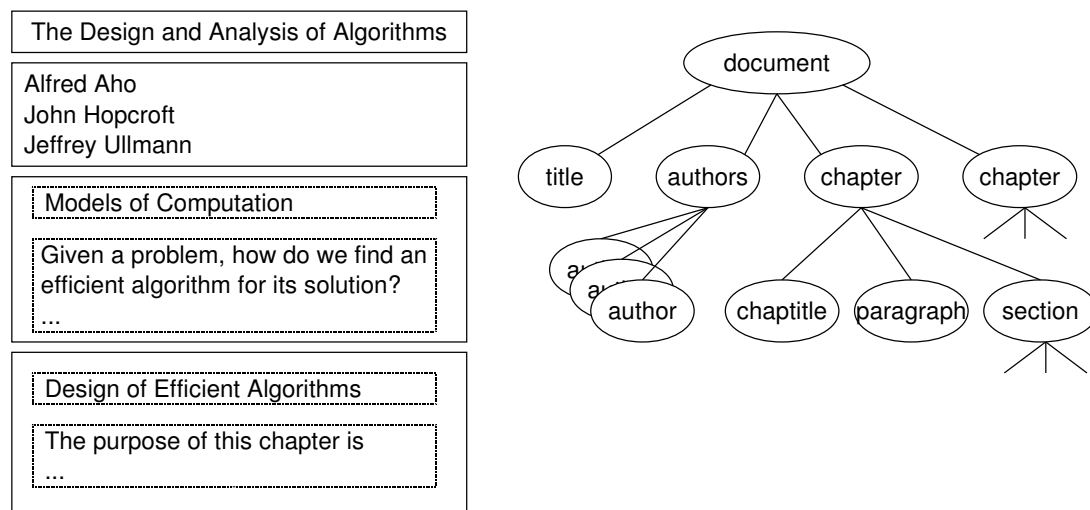 The Design and Analysis of Algorithms
Alfred Aho
John Hopcroft
Jeffrey Ullmann
Models of Computation
Given a problem, how do we find an
efficient algorithm for its solution?
...
Design of Efficient Algorithms
The purpose of this chapter is
...
document
title authors chapter chapter
au
au
author chaptitle paragraph section